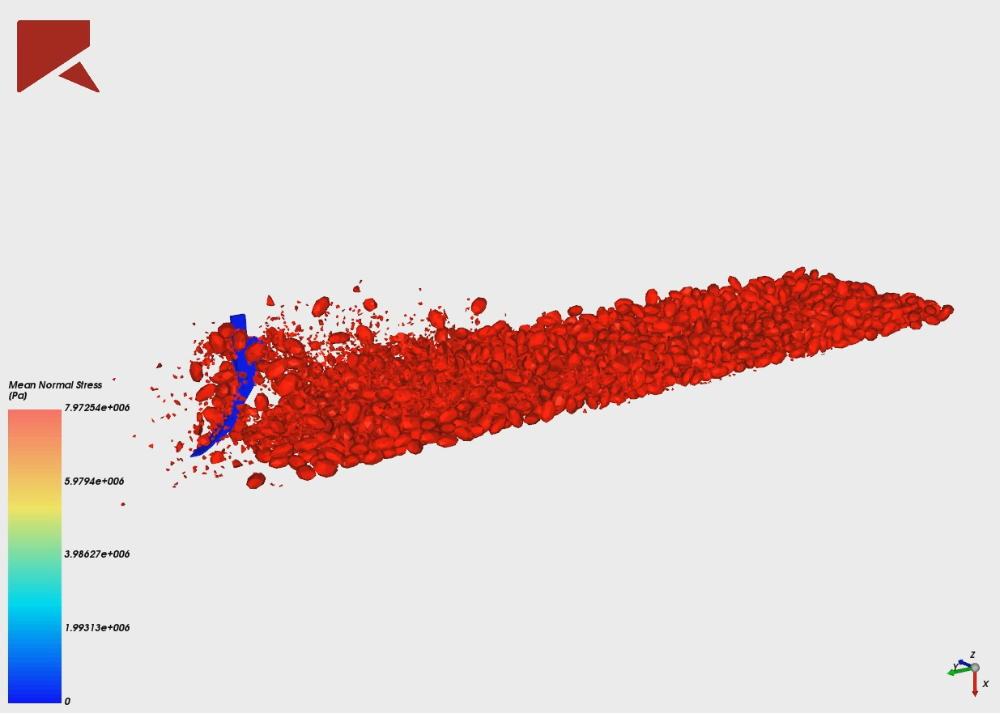 Mean Normal Stress
(Pa)
7.97254e+006
5.9794e+006
3.98627e+006
1.99313e+006
0
Z
Y
X